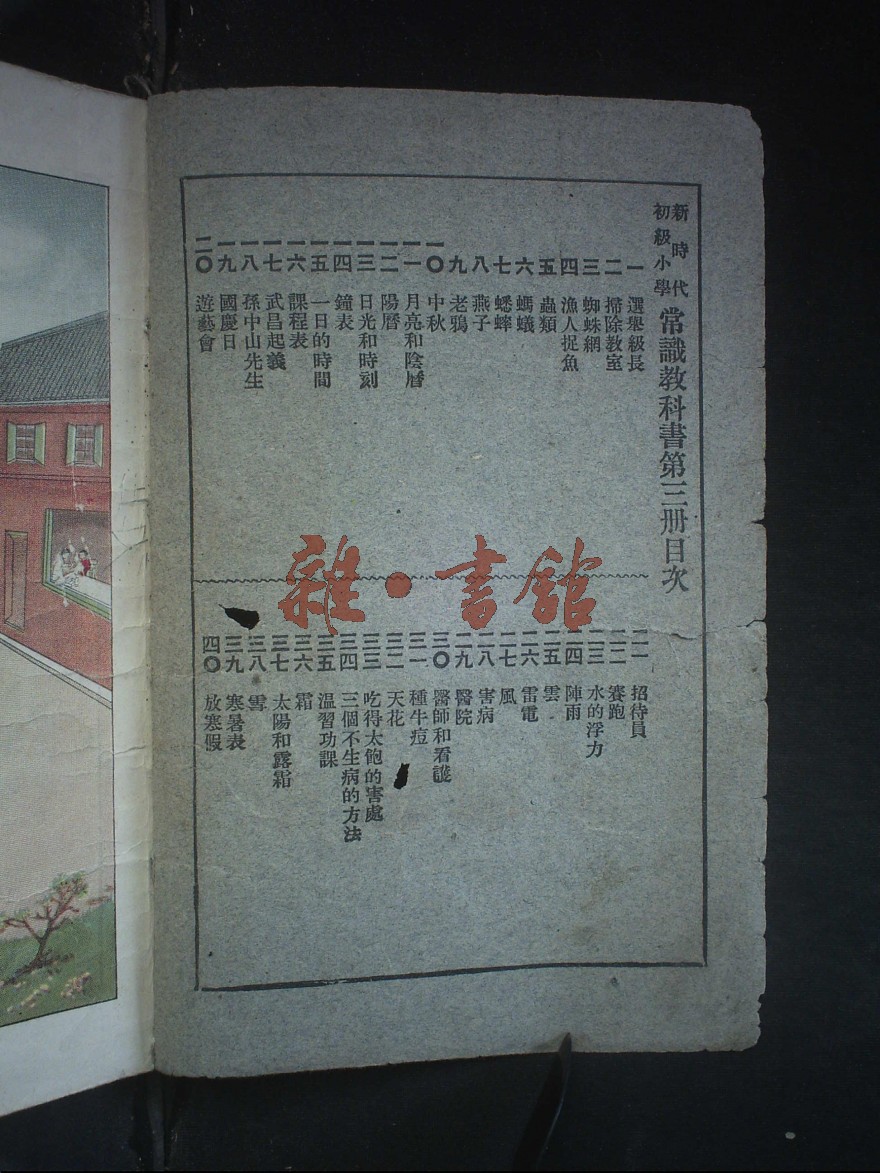 新時代
初級小學
常識教科書第三册目次
一 選舉級長
二 掃除教室
三 蜘蛛網
四 漁人捉魚
五 蟲類
六 螞蟻
七 蟋蟀
八 燕子
九 老鴉
一〇 中秋
一一 月亮和陰曆
一二 陽曆
一三 日光和時刻
一四 鐘表
一五 一日的時間
一六 課程表
一七 武昌起義
一八 孫中山先生
一九 國慶日
二〇 遊藝會
二一 招待員
二二 賽跑
二三 水的浮力
二四 陣雨
二五 雲
二六 雷電
二七 風
二八 害病
二九 醫院
三〇 醫師和看護
三一 種牛痘
三二 天花
三三 吃得太飽的害處
三四 三個不生病的方法
三五 温習功課
三六 霜
三七 太陽和露霜
三八 雪
三九 寒暑表
四〇 放寒假
雜·書館